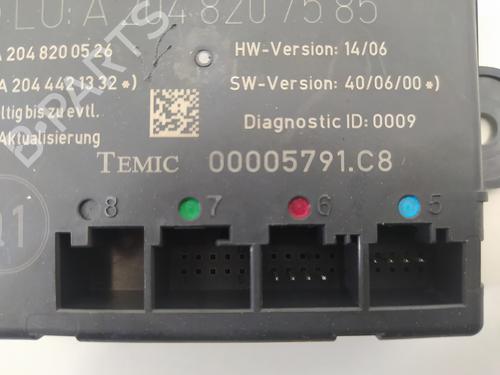 LU: A 204 820 75 85
A 204 820 05 26
HW-Version: 14/06
A 204 442 13 32 *)
SW-Version: 40/06/00 *)
ltig bis zu evtl.
Aktualisierung
Diagnostic ID: 0009
TEMIC 00005791.C8
8 7 6 5